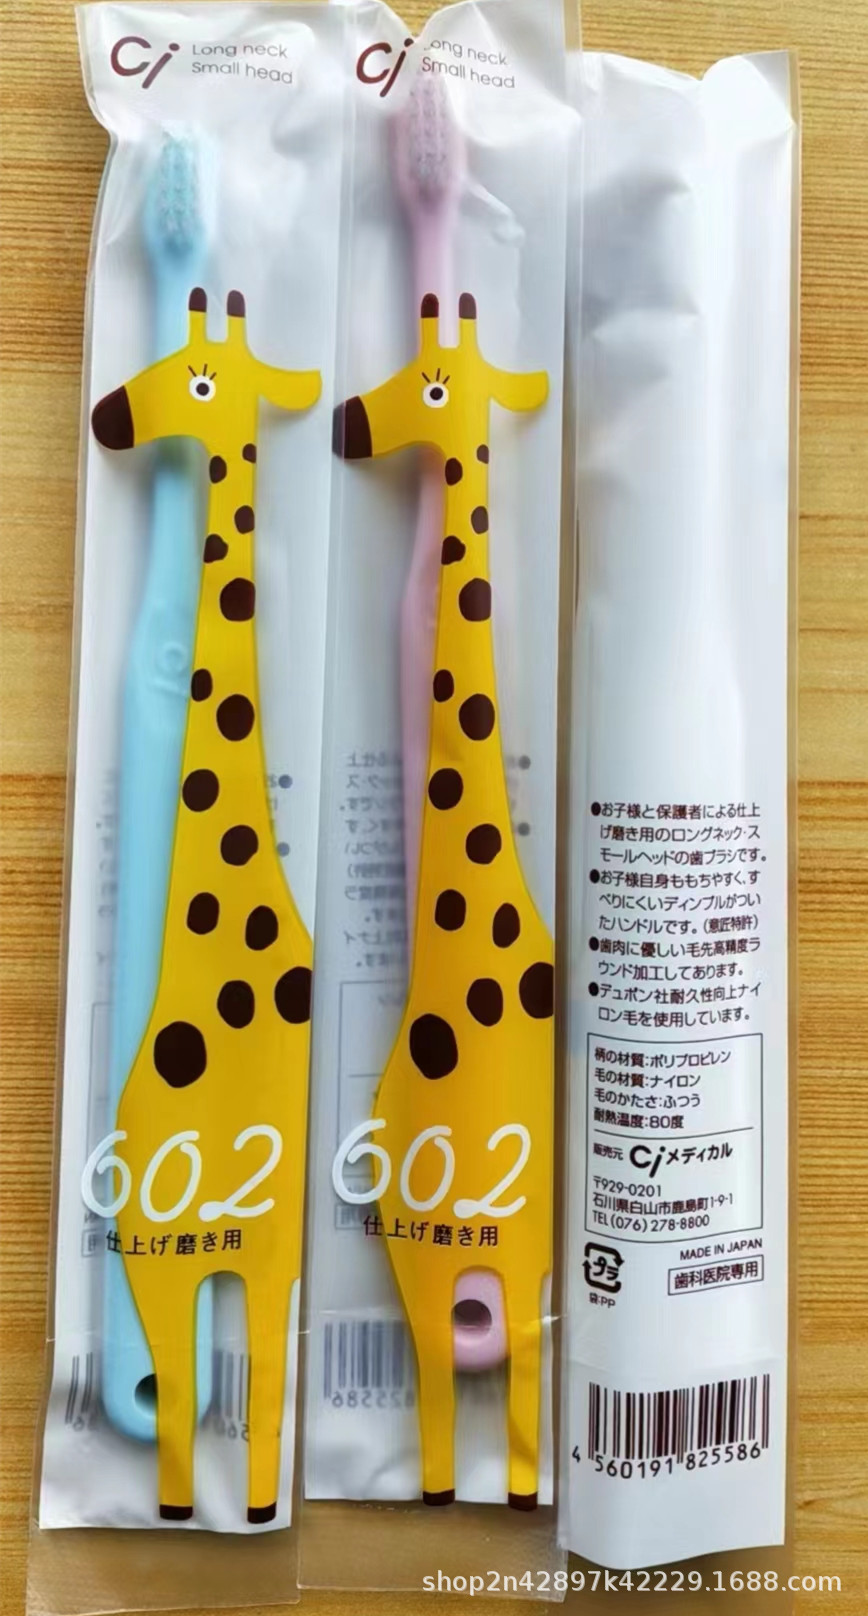 Ci Long neck
Small head
602
仕上げ磨き用
Ci ong neck
Small head
602
仕上げ磨き用
●お子様と保護者による仕上
げ磨き用のロングネック・ス
モールヘッドの歯ブラシです。
●お子様自身ももちやすく、す
べりにくいディンプルがつい
たハンドルです。(意匠特許)
●歯肉に優しい毛先高精度ラ
ウンド加工してあります。
●デュポン社耐久性向上ナイ
ロン毛を使用しています。
柄の材質:ポリプロピレン
毛の材質:ナイロン
毛のかたさ:ふつう
耐熱温度:80度
販売元 Ciメディカル
〒929-0201
石川県白山市鹿島町1-9-1
TEL(076)278-8800
MADE IN JAPAN
プラ
歯科医院専用
袋:PP
4 560191 825586
shop2n42897k42229.1688.com